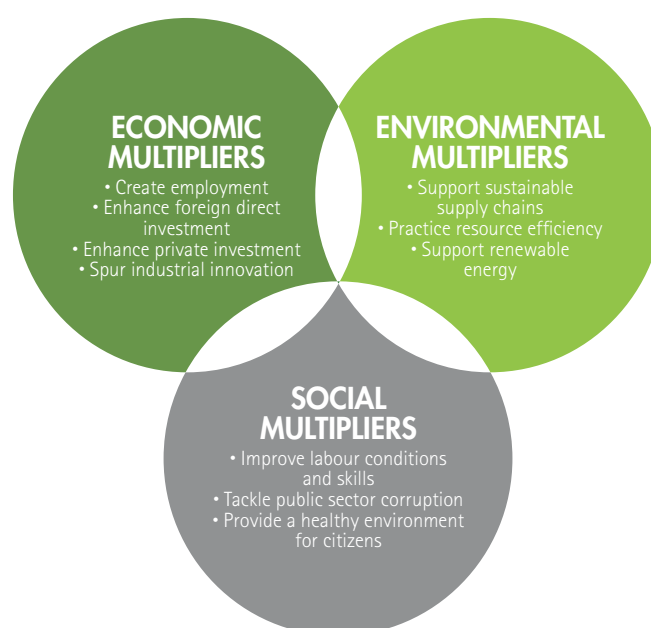 ECONOMIC
MULTIPLIERS
• Create employment
• Enhance foreign direct
investment
• Enhance private investment
• Spur industrial innovation
ENVIRONMENTAL
MULTIPLIERS
• Support sustainable
supply chains
• Practice resource efficiency
• Support renewable
energy
SOCIAL
MULTIPLIERS
• Improve labour conditions
and skills
• Tackle public sector corruption
• Provide a healthy environment
for citizens